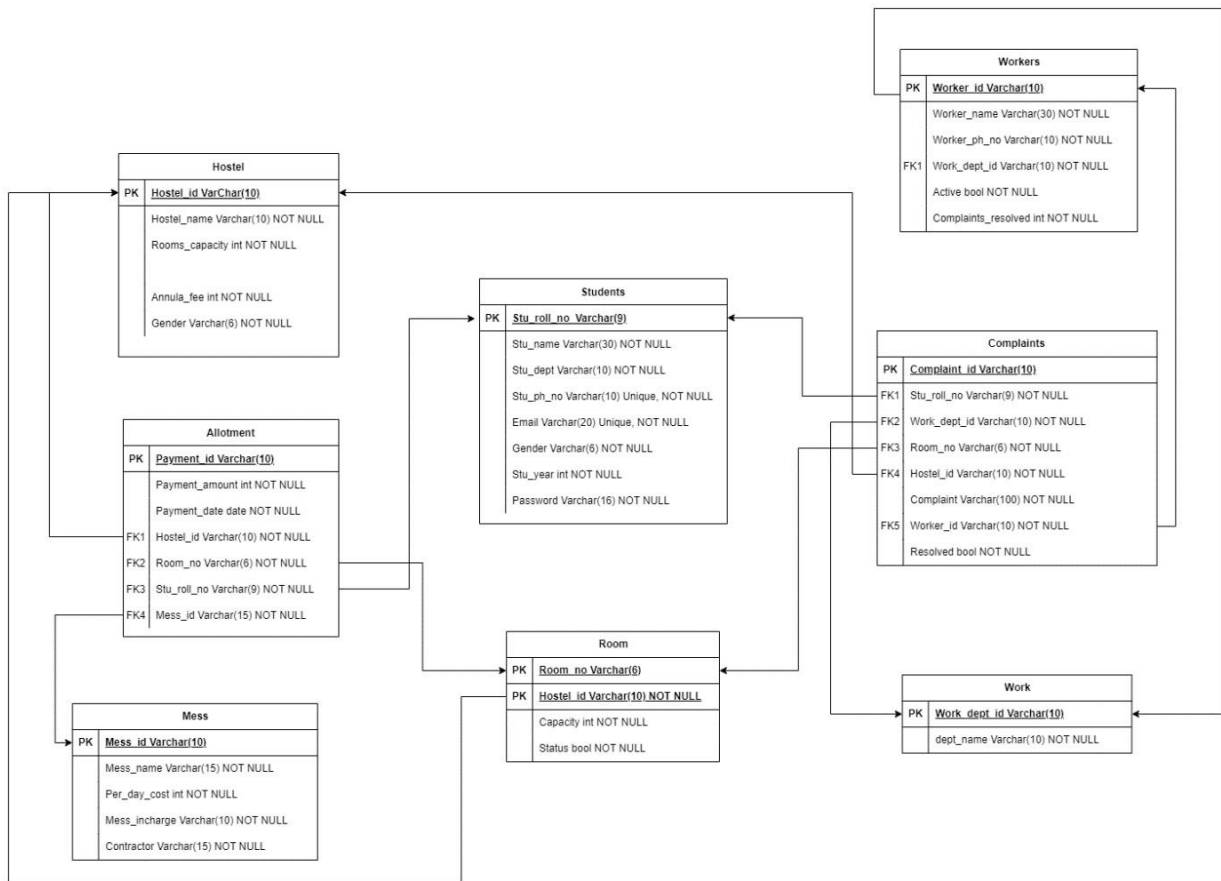 Workers
PK Worker_id Varchar(10)
Worker_name Varchar(30) NOT NULL
Worker_ph_no Varchar(10) NOT NULL
FK1 Work_dept_id Varchar(10) NOT NULL
Active bool NOT NULL
Complaints_resolved int NOT NULL
Hostel
PK Hostel_id VarChar(10)
Hostel_name Varchar(10) NOT NULL
Rooms_capacity int NOT NULL
Annula_fee int NOT NULL
Gender Varchar(6) NOT NULL
Students
PK Stu_roll_no Varchar(9)
Stu_name Varchar(30) NOT NULL
Stu_dept Varchar(10) NOT NULL
Stu_ph_no Varchar(10) Unique, NOT NULL
Email Varchar(20) Unique, NOT NULL
Gender Varchar(6) NOT NULL
Stu_year int NOT NULL
Password Varchar(16) NOT NULL
Complaints
PK Complaint_id Varchar(10)
FK1 Stu_roll_no Varchar(9) NOT NULL
FK2 Work_dept_id Varchar(10) NOT NULL
FK3 Room_no Varchar(6) NOT NULL
FK4 Hostel_id Varchar(10) NOT NULL
Complaint Varchar(100) NOT NULL
FK5 Worker_id Varchar(10) NOT NULL
Resolved bool NOT NULL
Allotment
PK Payment_id Varchar(10)
Payment_amount int NOT NULL
Payment_date date NOT NULL
FK1 Hostel_id Varchar(10) NOT NULL
FK2 Room_no Varchar(6) NOT NULL
FK3 Stu_roll_no Varchar(9) NOT NULL
FK4 Mess_id Varchar(15) NOT NULL
Room
PK Room_no Varchar(6)
PK Hostel_id Varchar(10) NOT NULL
Capacity int NOT NULL
Status bool NOT NULL
Work
PK Work_dept_id Varchar(10)
dept_name Varchar(10) NOT NULL
Mess
PK Mess_id Varchar(10)
Mess_name Varchar(15) NOT NULL
Per_day_cost int NOT NULL
Mess_incharge Varchar(10) NOT NULL
Contractor Varchar(15) NOT NULL